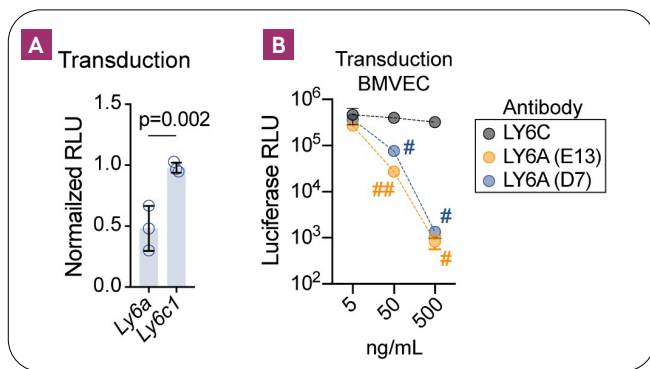 A
Transduction
Normailzed RLU
1.5
1.0
0.5
0.0
p=0.002
Ly6a
Ly6c1
B
Transduction
BMVEC
Luciferase RLU
10⁶
10⁵
10⁴
10³
10²
#
##
#
#
5
50
500
ng/mL
Antibody
LY6C
LY6A (E13)
LY6A (D7)